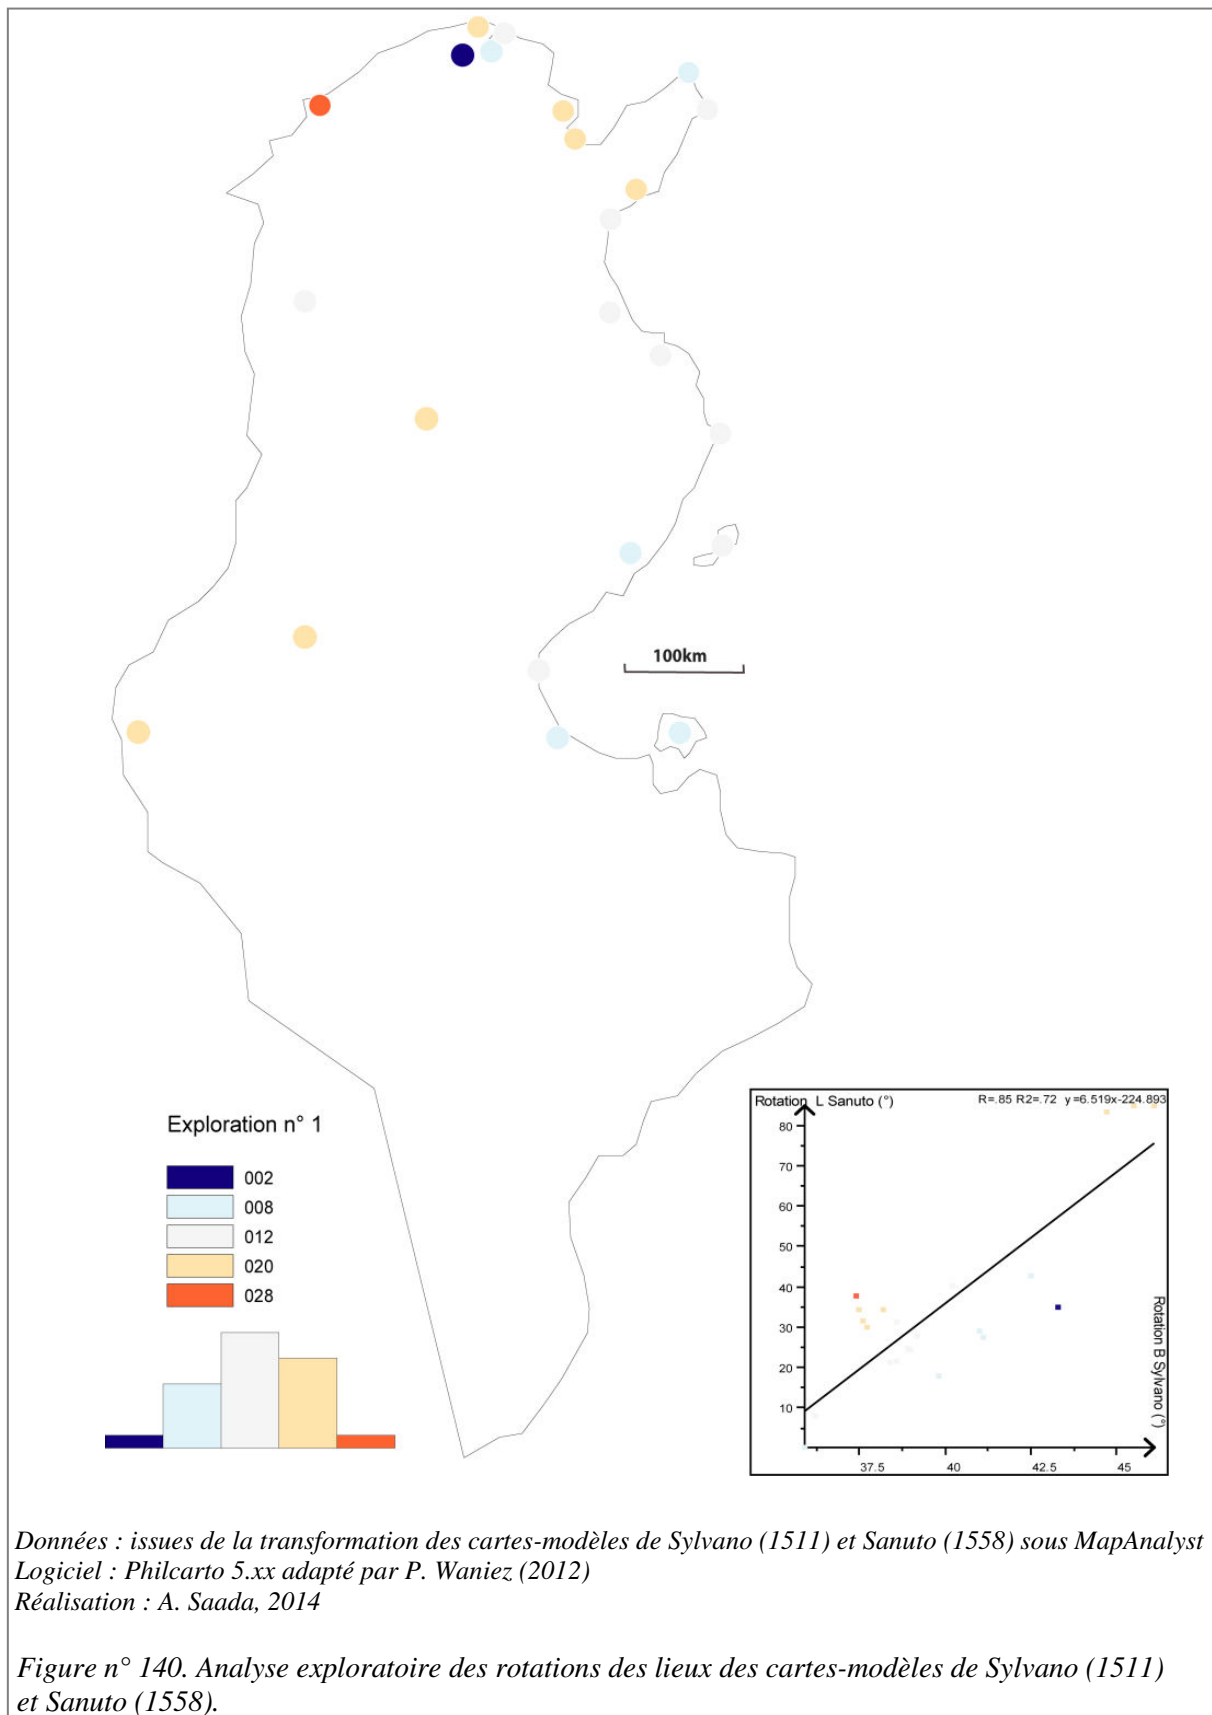 100km
Exploration n° 1
002
008
012
020
028
Rotation L Sanuto (°)
R=.85 R2=.72 y=6.519x-224.893
80
70
60
50
40
30
20
10
37.5 40 42.5 45
Rotation B Sylvano (°)
Données : issues de la transformation des cartes-modèles de Sylvano (1511) et Sanuto (1558) sous MapAnalyst
Logiciel : Philcarto 5.xx adapté par P. Waniez (2012)
Réalisation : A. Saada, 2014
Figure n° 140. Analyse exploratoire des rotations des lieux des cartes-modèles de Sylvano (1511)
et Sanuto (1558).